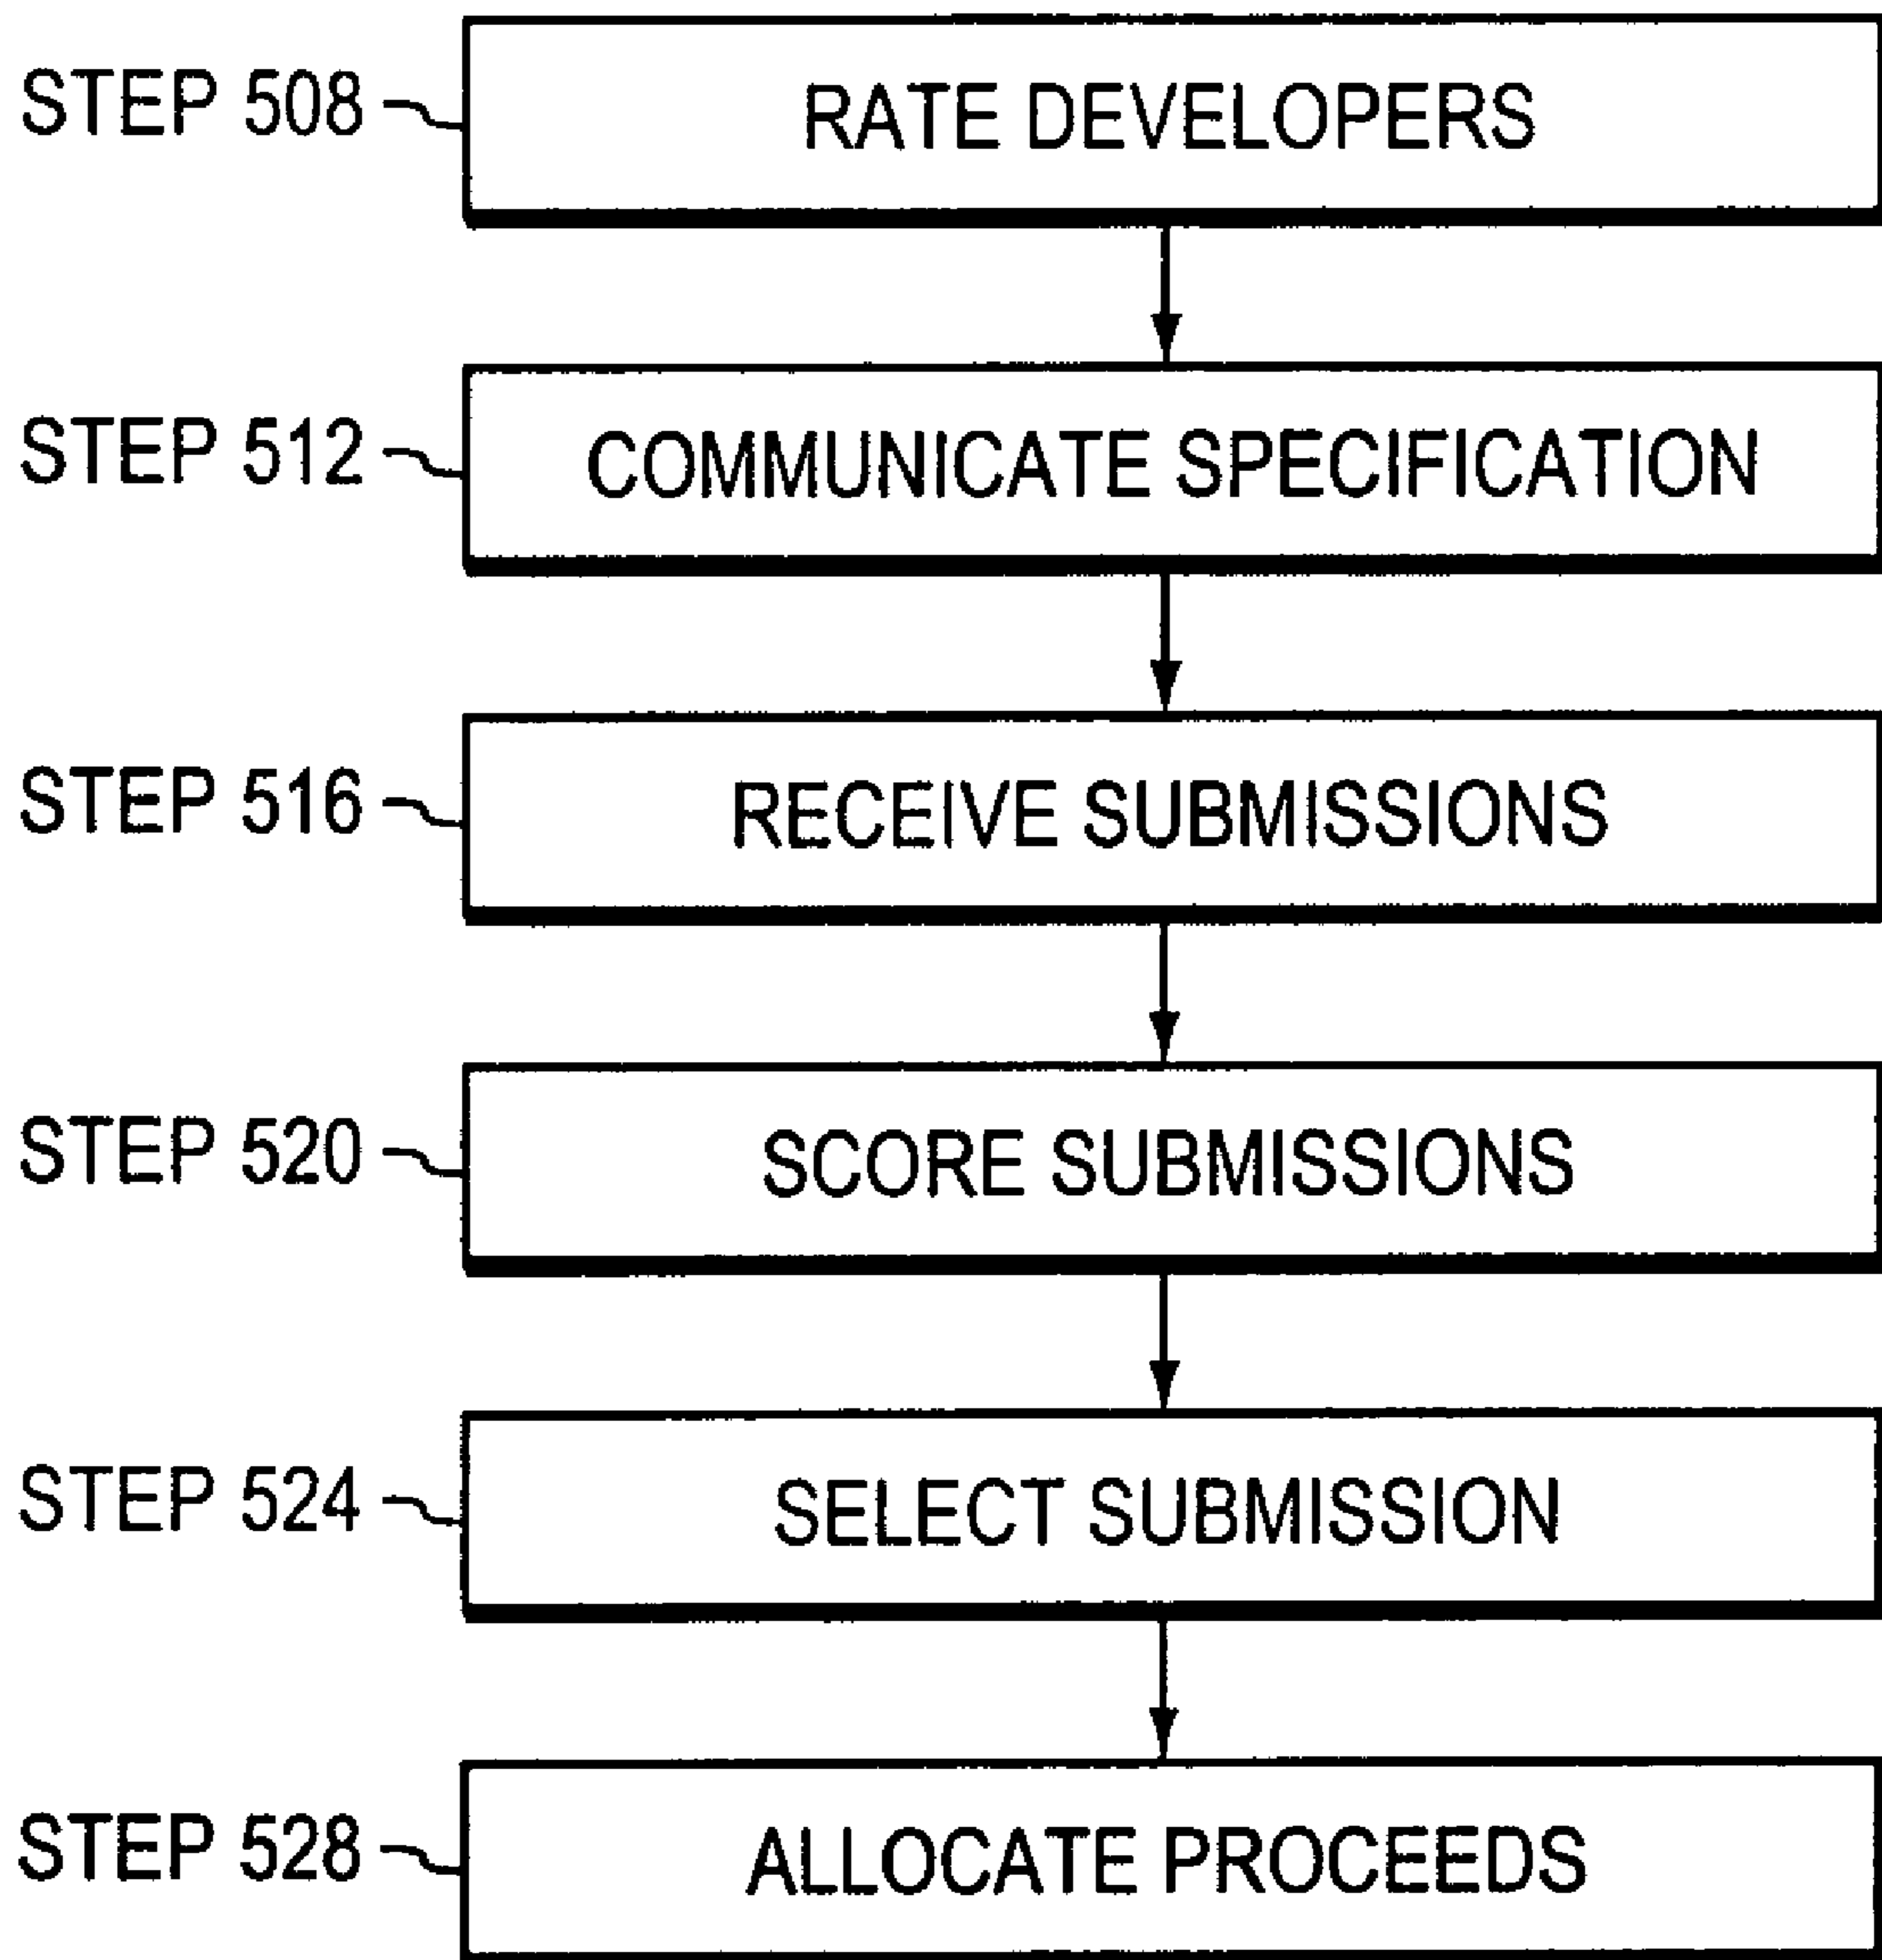 STEP 508
RATE DEVELOPERS
STEP 512
COMMUNICATE SPECIFICATION
STEP 516
RECEIVE SUBMISSIONS
STEP 520
SCORE SUBMISSIONS
STEP 524
SELECT SUBMISSION
STEP 528
ALLOCATE PROCEEDS